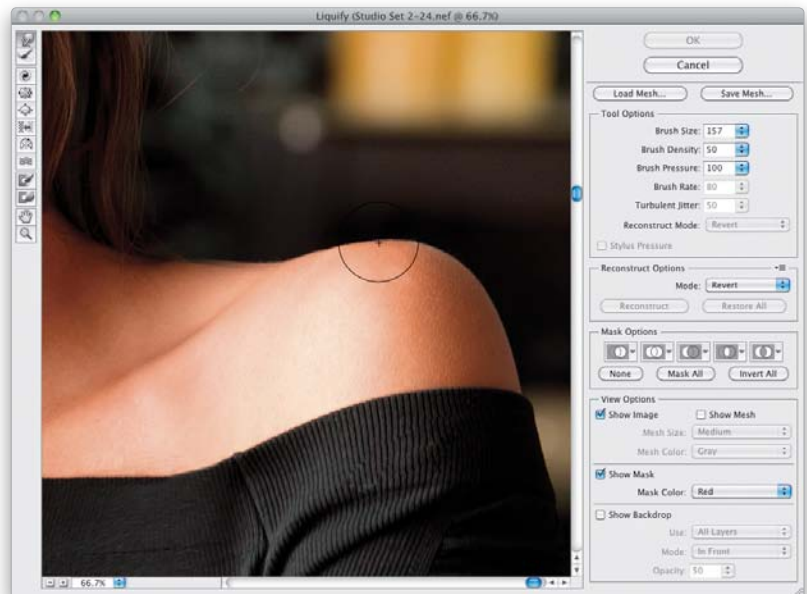 Liquify (Studio Set 2-24.nef @ 66.7%)
OK
Cancel
Load Mesh... Save Mesh...
Tool Options
Brush Size: 157
Brush Density: 50
Brush Pressure: 100
Brush Rate: 80
Turbulent Jitter: 50
Reconstruct Mode: Revert
Stylus Pressure
Reconstruct Options
Mode: Revert
Reconstruct Restore All
Mask Options
None Mask All Invert All
View Options
Show Image Show Mesh
Mesh Size: Medium
Mesh Color: Gray
Show Mask
Mask Color: Red
Show Backdrop
Use: All Layers
Mode: In Front
Opacity: 50
66.7%